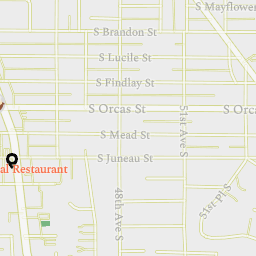 S Mayflower
S Brandon St
S Lucile St
S Findlay St
S Orcas St
S Orca
51st Ave S
S Mead St
S Juneau St
al Restaurant
48th Ave S
51st Pl S